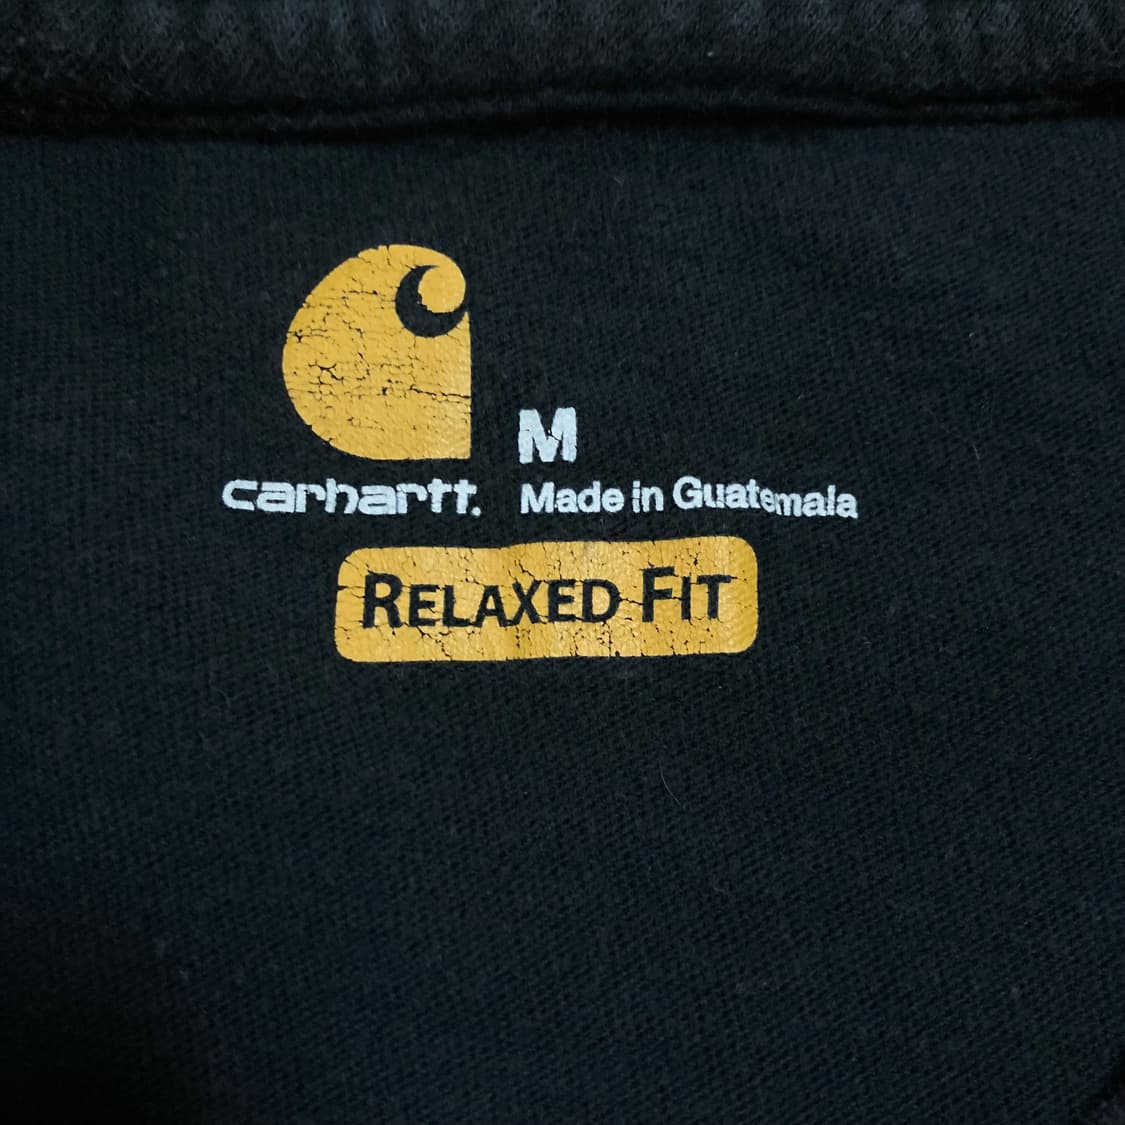 M
carhartt.
Made in Guatemala
RELAXED FIT